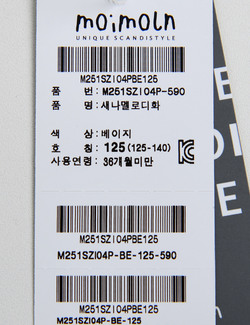 moimoln
UNIQUE SCANDISTYLE
M251SZI04PBE125
품 번: M251SZI04P-590
품 명: 새나멜로디화
색 상: 베이지
호 칭: 125(125-140)
사용연령: 36개월미만
M251SZI04PBE125
M251SZI04P-BE-125-590
M251SZI04PBE125
M251SZI04P-BE-125